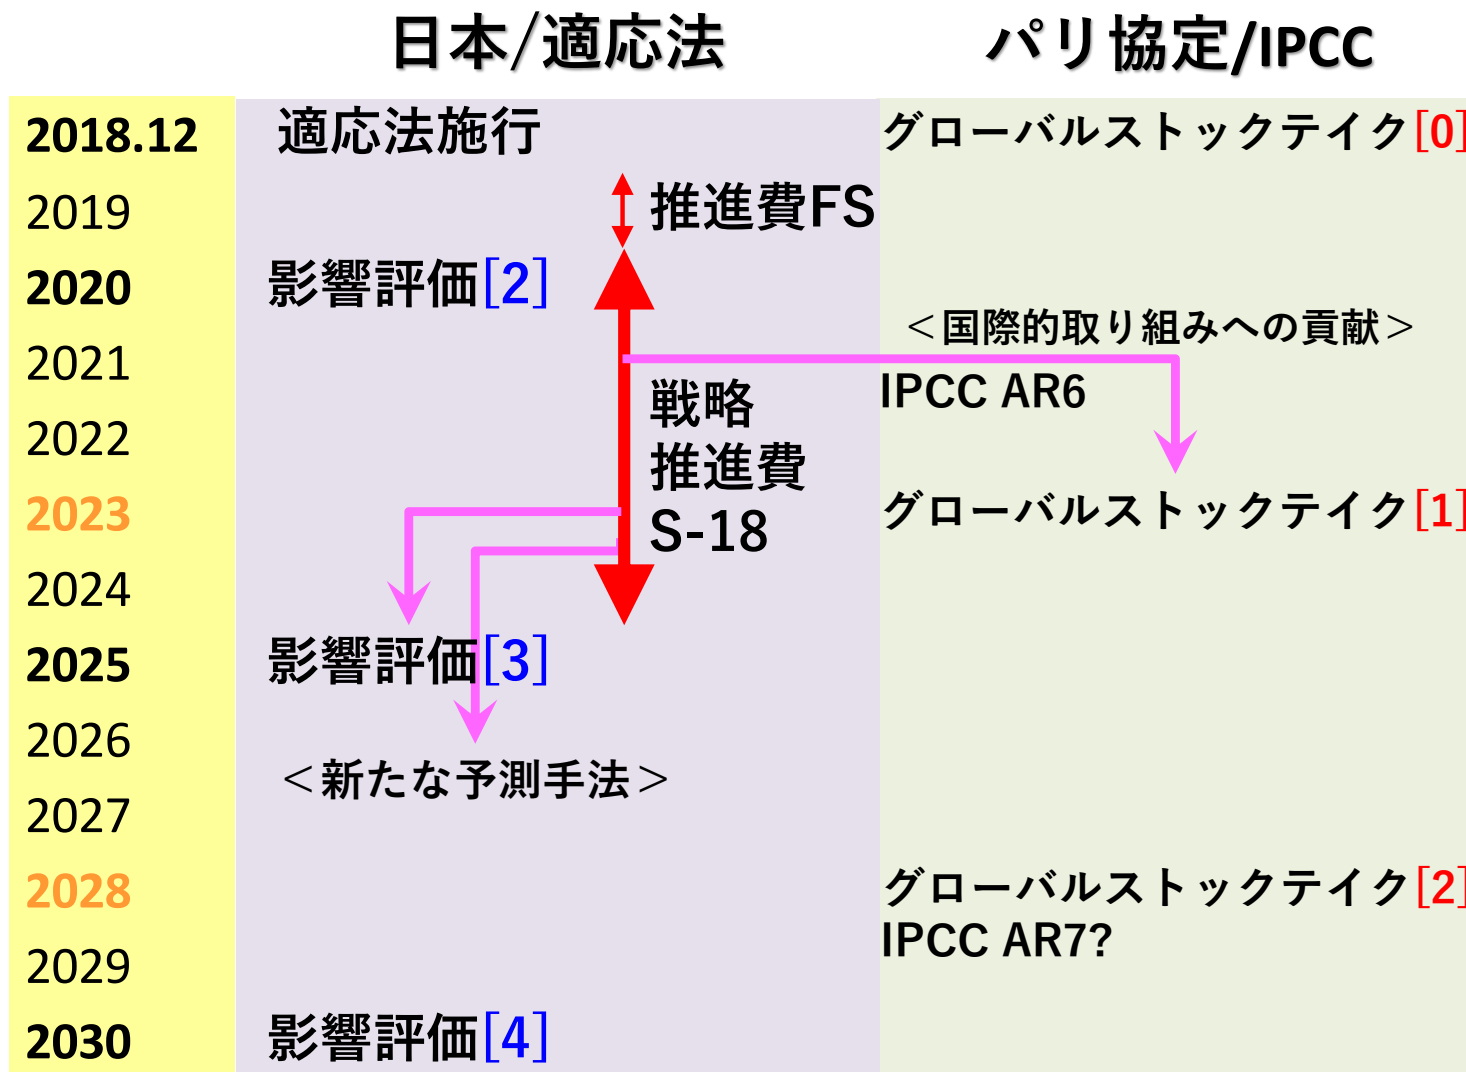 日本/適応法 パリ協定/IPCC
2018.12 適応法施行 グローバルストックテイク[0]
2019 推進費FS
2020 影響評価[2]
＜国際的取り組みへの貢献＞
2021
IPCC AR6
戦略
2022
推進費
2023 グローバルストックテイク[1]
S-18
2024
2025 影響評価[3]
2026
＜新たな予測手法＞
2027
2028 グローバルストックテイク[2]
IPCC AR7?
2029
2030 影響評価[4]